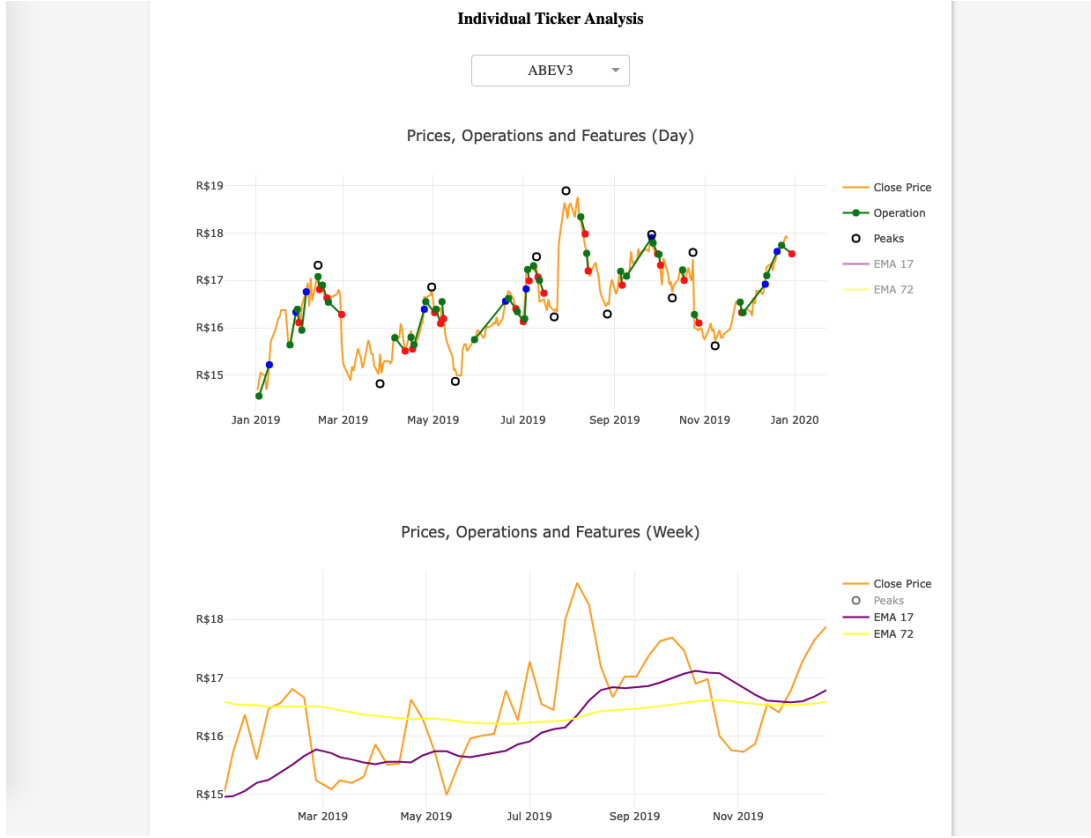 Individual Ticker Analysis
ABEV3
Prices, Operations and Features (Day)
R$19
R$18
R$17
R$16
R$15
Jan 2019 Mar 2019 May 2019 Jul 2019 Sep 2019 Nov 2019 Jan 2020
Close Price
Operation
Peaks
EMA 17
EMA 72
Prices, Operations and Features (Week)
R$18
R$17
R$16
R$15
Mar 2019 May 2019 Jul 2019 Sep 2019 Nov 2019
Close Price
Peaks
EMA 17
EMA 72